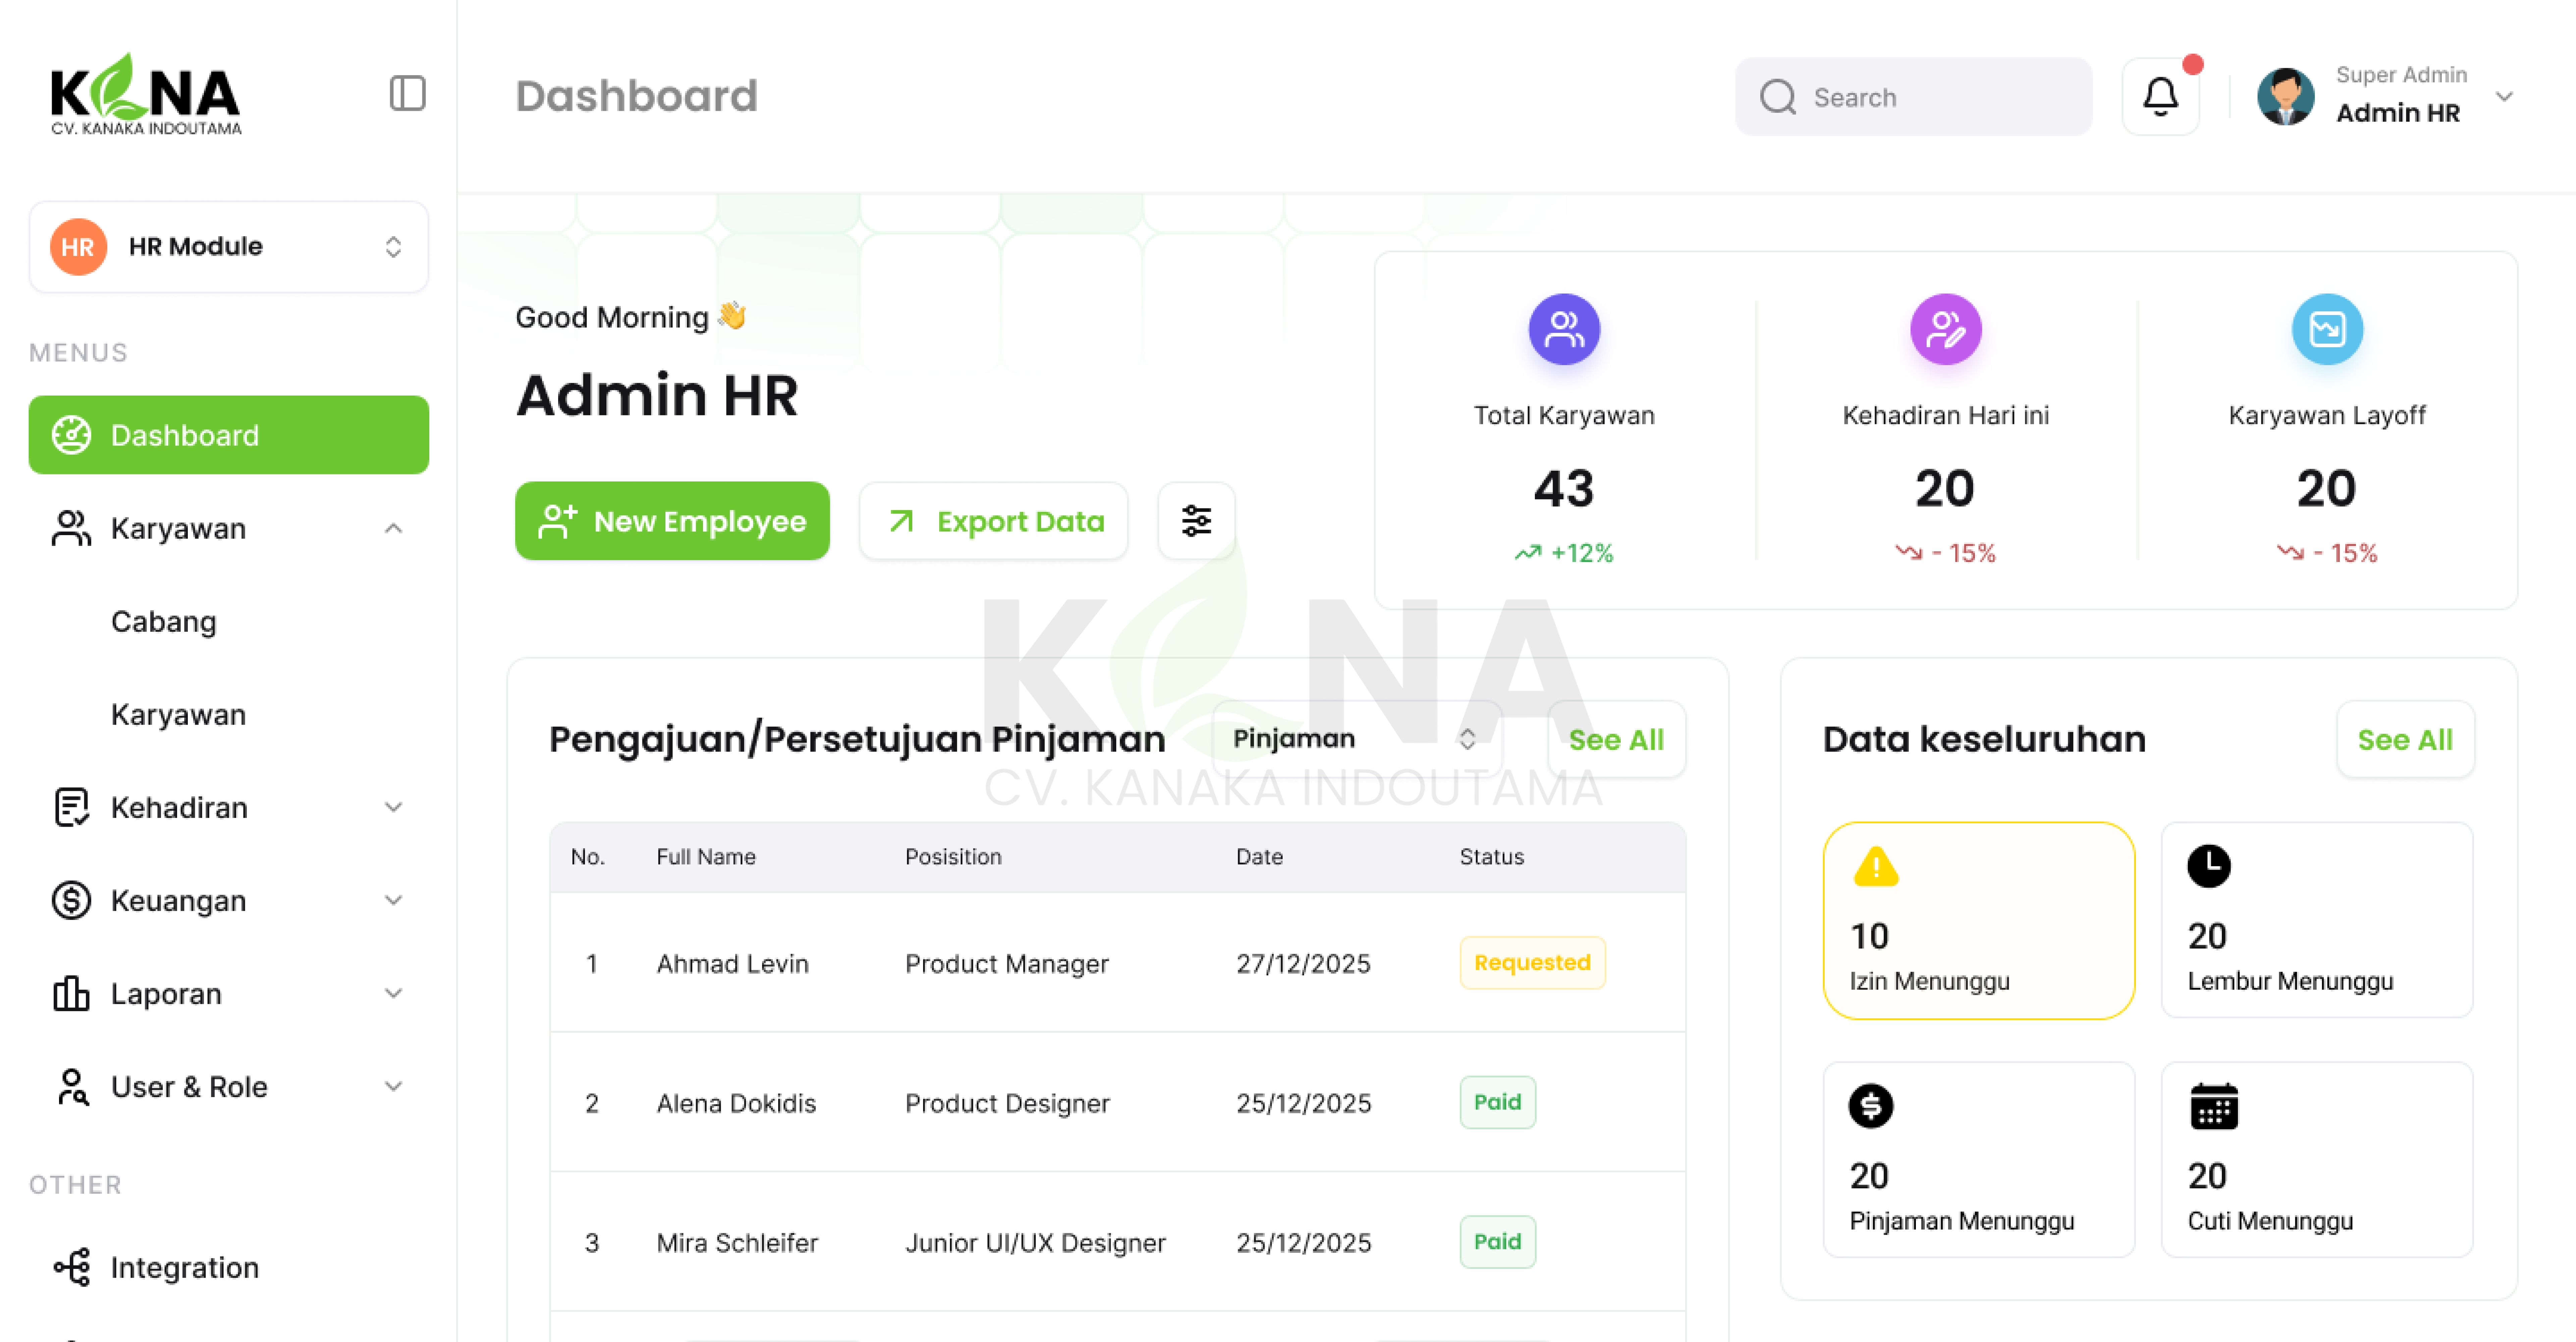 KANA
CV. KANAKA INDOUTAMA
Dashboard
Search
Super Admin
Admin HR
HR
HR Module
MENUS
Dashboard
Karyawan
Cabang
Karyawan
Kehadiran
Keuangan
Laporan
User & Role
OTHER
Integration
Good Morning 👋
Admin HR
New Employee
Export Data
Total Karyawan
43
+12%
Kehadiran Hari ini
20
- 15%
Karyawan Layoff
20
- 15%
KANA
CV. KANAKA INDOUTAMA
Pengajuan/Persetujuan Pinjaman
Pinjaman
See All
No. Full Name Posisition Date Status
1 Ahmad Levin Product Manager 27/12/2025 Requested
2 Alena Dokidis Product Designer 25/12/2025 Paid
3 Mira Schleifer Junior UI/UX Designer 25/12/2025 Paid
Data keseluruhan
See All
10
Izin Menunggu
20
Lembur Menunggu
20
Pinjaman Menunggu
20
Cuti Menunggu